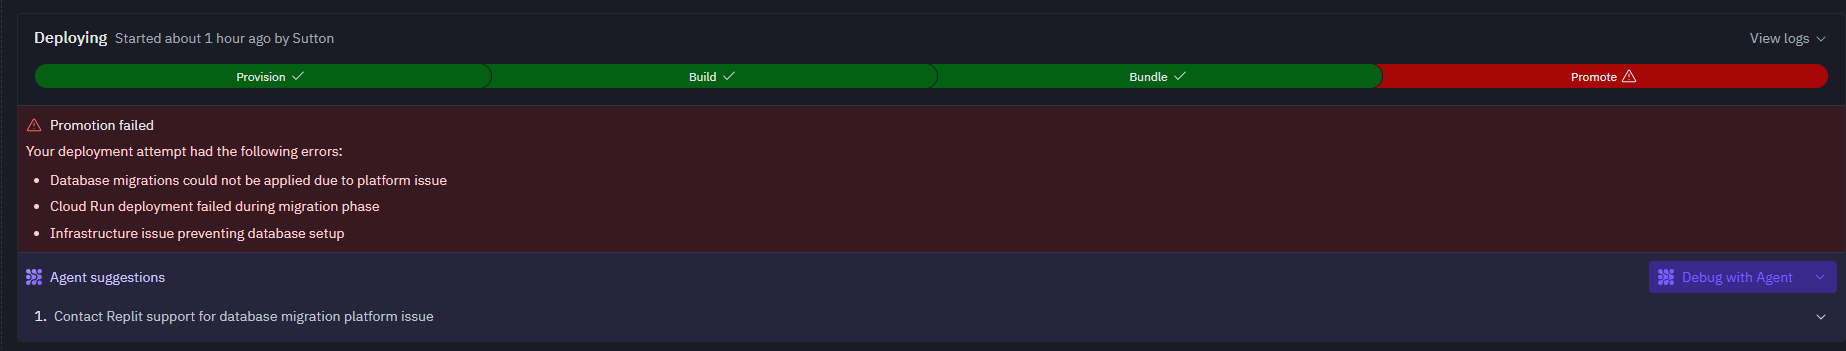 Deploying Started about 1 hour ago by Sutton View logs
Provision Build Bundle Promote
Promotion failed
Your deployment attempt had the following errors:
• Database migrations could not be applied due to platform issue
• Cloud Run deployment failed during migration phase
• Infrastructure issue preventing database setup
Agent suggestions Debug with Agent
1. Contact Replit support for database migration platform issue